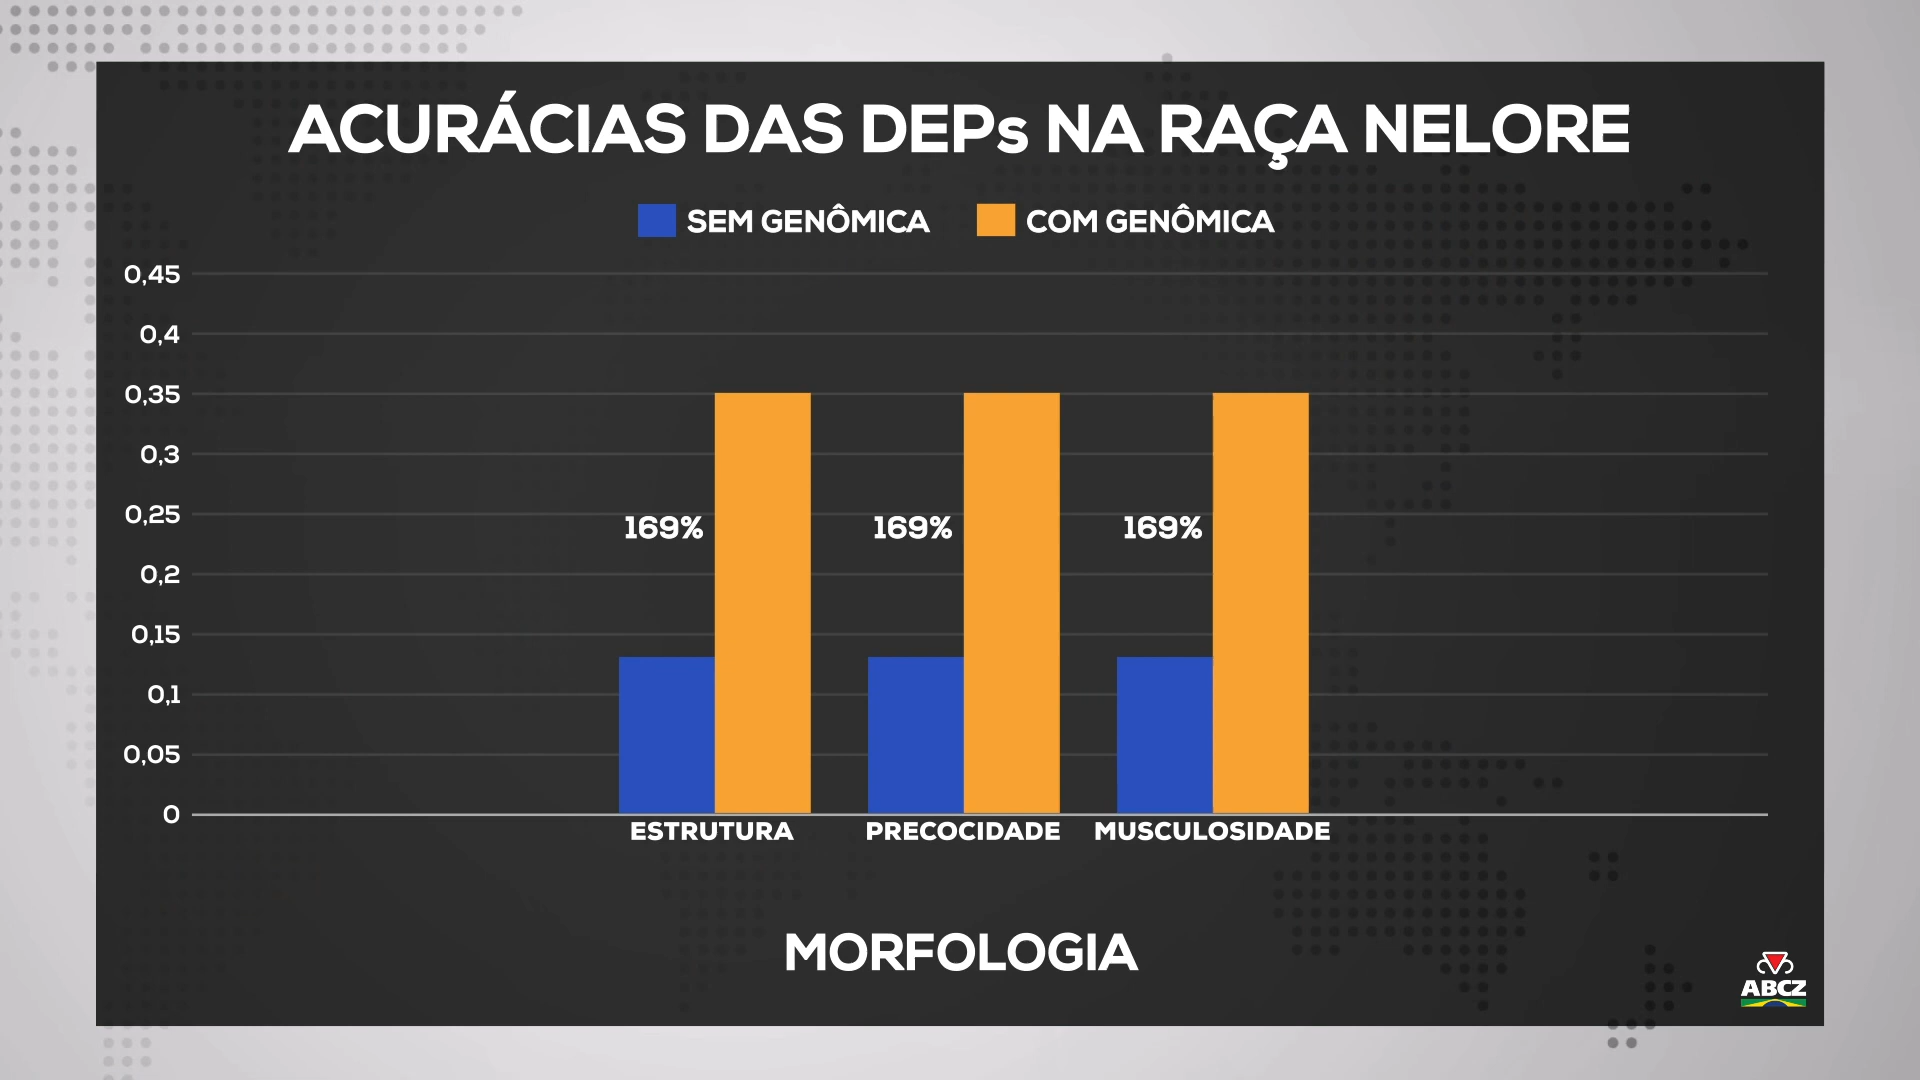 ACURÁCIAS DAS DEPs NA RAÇA NELORE
SEM GENÔMICA COM GENÔMICA
0,45
0,4
0,35
0,3
0,25
169% 169% 169%
0,2
0,15
0,1
0,05
0
ESTRUTURA PRECOCIDADE MUSCULOSIDADE
MORFOLOGIA
ABCZ